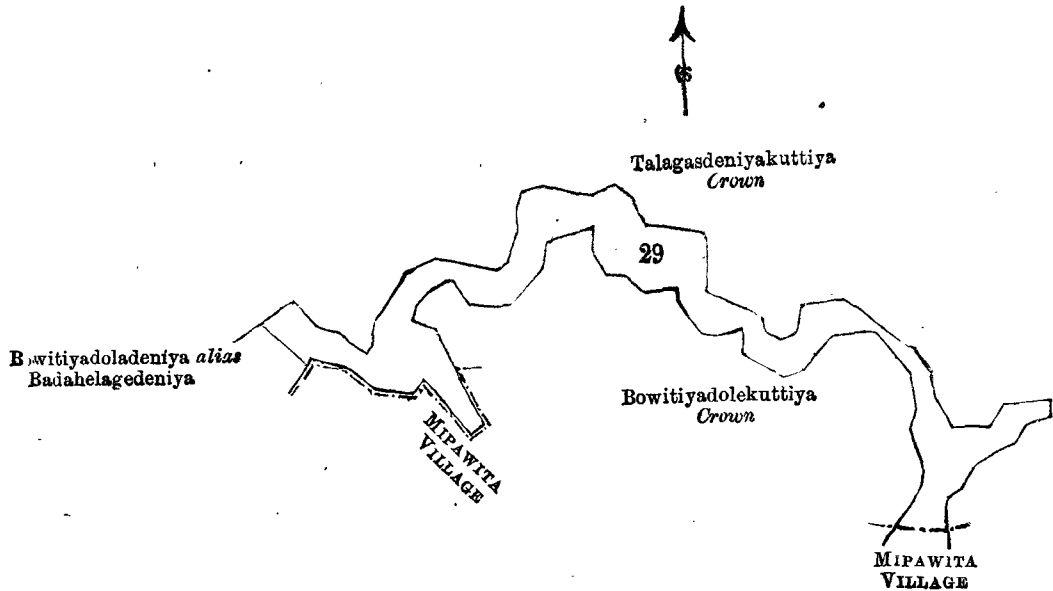 Talagasdeniyakuttiya
Crown
29
Bowitiyadoladeniya alias
Badahelagedeniya
Bowitiyadolekuttiya
Crown
MIPAWITA
VILLAGE
MIPAWITA
VILLAGE